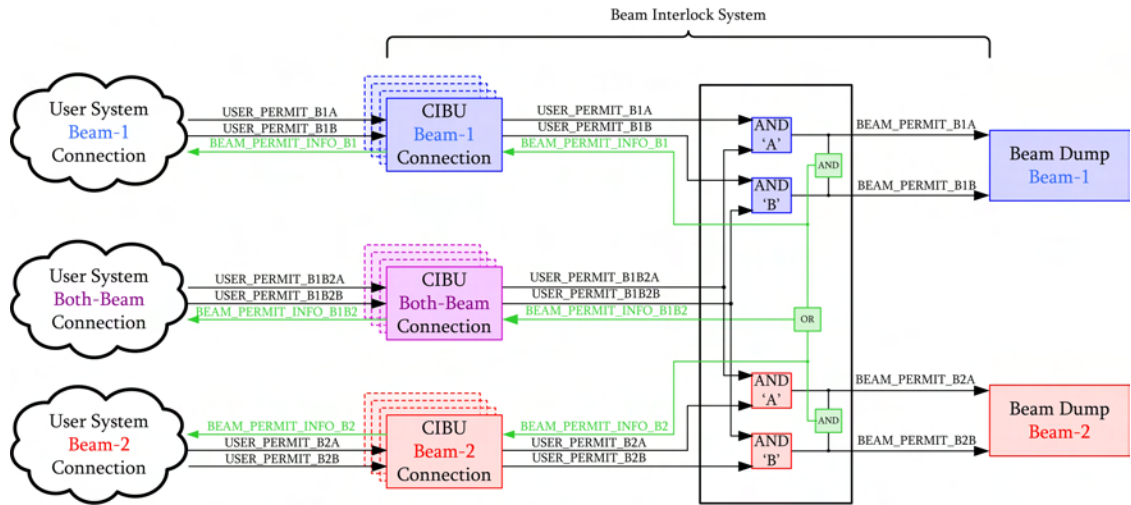 Beam Interlock System
User System
Beam-1
Connection
USER_PERMIT_B1A
USER_PERMIT_B1B
BEAM_PERMIT_INFO_B1
CIBU
Beam-1
Connection
USER_PERMIT_B1A
USER_PERMIT_B1B
BEAM_PERMIT_INFO_B1
AND
'A'
AND
'B'
AND
BEAM_PERMIT_B1A
BEAM_PERMIT_B1B
Beam Dump
Beam-1
User System
Both-Beam
Connection
USER_PERMIT_B1B2A
USER_PERMIT_B1B2B
BEAM_PERMIT_INFO_B1B2
CIBU
Both-Beam
Connection
USER_PERMIT_B1B2A
USER_PERMIT_B1B2B
BEAM_PERMIT_INFO_B1B2
OR
User System
Beam-2
Connection
BEAM_PERMIT_INFO_B2
USER_PERMIT_B2A
USER_PERMIT_B2B
CIBU
Beam-2
Connection
BEAM_PERMIT_INFO_B2
USER_PERMIT_B2A
USER_PERMIT_B2B
AND
'A'
AND
'B'
AND
BEAM_PERMIT_B2A
BEAM_PERMIT_B2B
Beam Dump
Beam-2